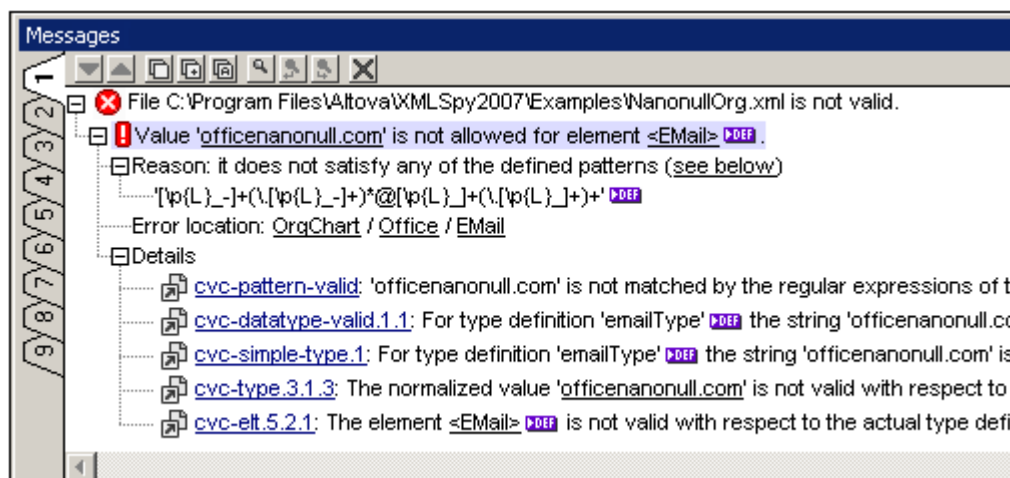 Messages
1
2
3
4
5
6
7
8
9
File C:\Program Files\Altova\XMLSpy2007\Examples\NanonullOrg.xml is not valid.
Value 'officenanonull.com' is not allowed for element <EMail> DEF .
Reason: it does not satisfy any of the defined patterns (see below)
'[\p{L}_-]+(\.[\p{L}_-]+)*@[\p{L}_]+(\.[\p{L}_]+)+' DEF
Error location: OrgChart / Office / EMail
Details
cvc-pattern-valid: 'officenanonull.com' is not matched by the regular expressions of t
cvc-datatype-valid.1.1: For type definition 'emailType' DEF the string 'officenanonull.co
cvc-simple-type.1: For type definition 'emailType' DEF the string 'officenanonull.com' is
cvc-type.3.1.3: The normalized value 'officenanonull.com' is not valid with respect to
cvc-elt.5.2.1: The element <EMail> DEF is not valid with respect to the actual type defi